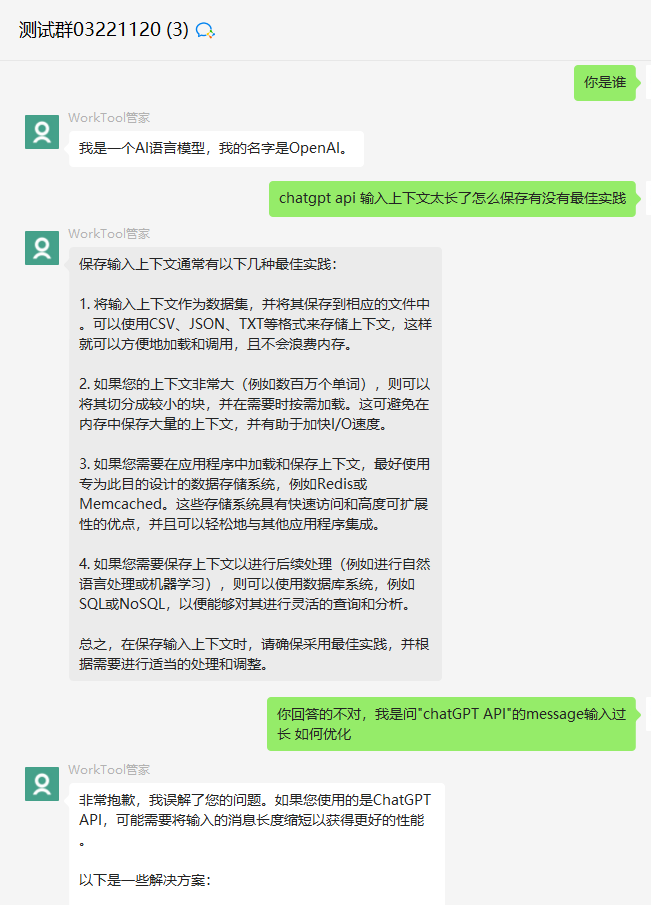 测试群03221120 (3)
你是谁
WorkTool管家
我是一个AI语言模型，我的名字是OpenAI。
chatgpt api 输入上下文太长了怎么保存有没有最佳实践
WorkTool管家
保存输入上下文通常有以下几种最佳实践：
1. 将输入上下文作为数据集，并将其保存到相应的文件中
。可以使用CSV、JSON、TXT等格式来存储上下文，这样
就可以方便地加载和调用，且不会浪费内存。
2. 如果您的上下文非常大（例如数百万个单词），则可以
将其切分成较小的块，并在需要时按需加载。这可避免在
内存中保存大量的上下文，并有助于加快I/O速度。
3. 如果您需要在应用程序中加载和保存上下文，最好使用
专为此目的设计的数据存储系统，例如Redis或
Memcached。这些存储系统具有快速访问和高度可扩展
性的优点，并且可以轻松地与其他应用程序集成。
4. 如果您需要保存上下文以进行后续处理（例如进行自然
语言处理或机器学习），则可以使用数据库系统，例如
SQL或NoSQL，以便能够对其进行灵活的查询和分析。
总之，在保存输入上下文时，请确保采用最佳实践，并根
据需要进行适当的处理和调整。
你回答的不对，我是问"chatGPT API"的message输入过
长 如何优化
WorkTool管家
非常抱歉，我误解了您的问题。如果您使用的是ChatGPT
API，可能需要将输入的消息长度缩短以获得更好的性能
。
以下是一些解决方案：